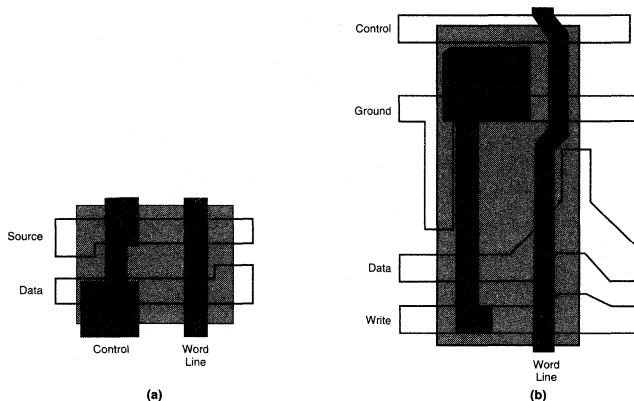 Source
Data
Control
Word
Line
(a)
Control
Ground
Data
Write
Word
Line
(b)